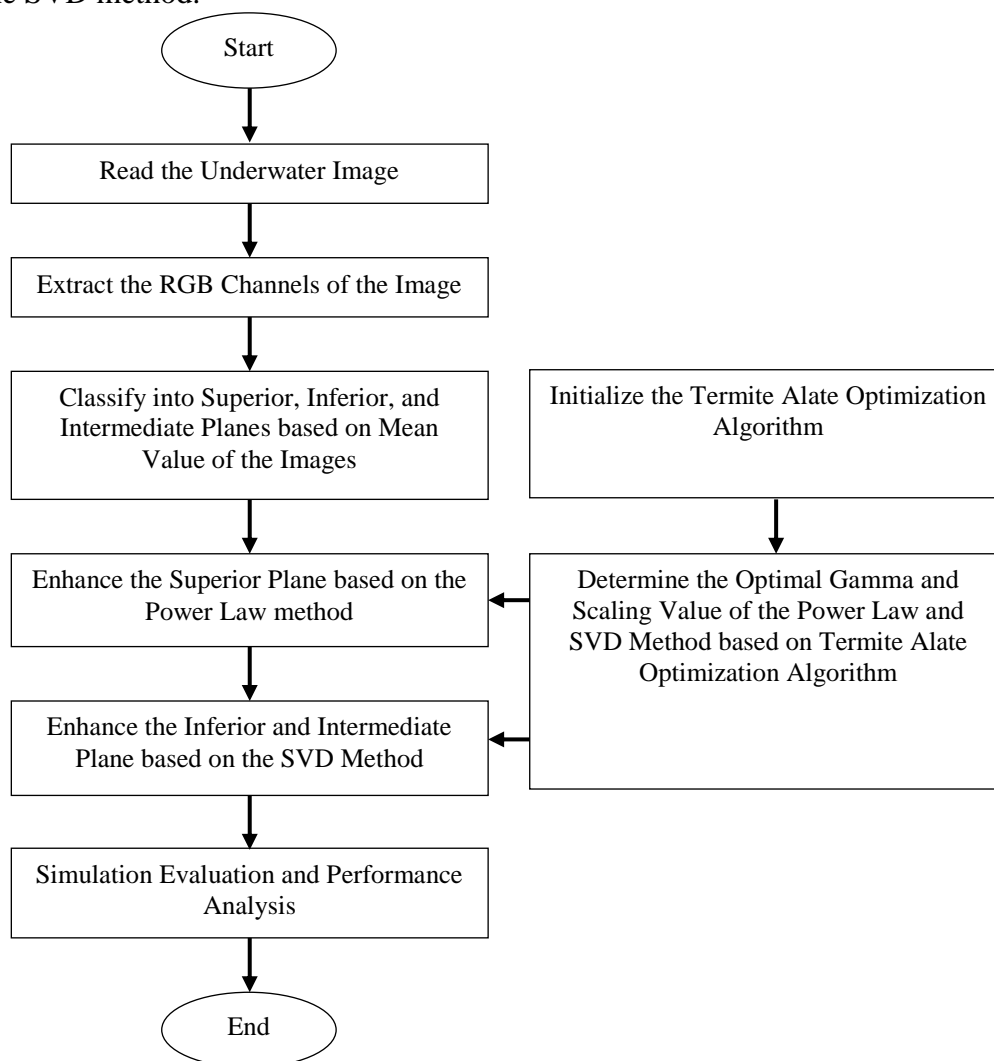 e SVD method.
Start
Read the Underwater Image
Extract the RGB Channels of the Image
Classify into Superior, Inferior, and
Intermediate Planes based on Mean
Value of the Images
Initialize the Termite Alate Optimization
Algorithm
Enhance the Superior Plane based on the
Power Law method
Determine the Optimal Gamma and
Scaling Value of the Power Law and
SVD Method based on Termite Alate
Optimization Algorithm
Enhance the Inferior and Intermediate
Plane based on the SVD Method
Simulation Evaluation and Performance
Analysis
End